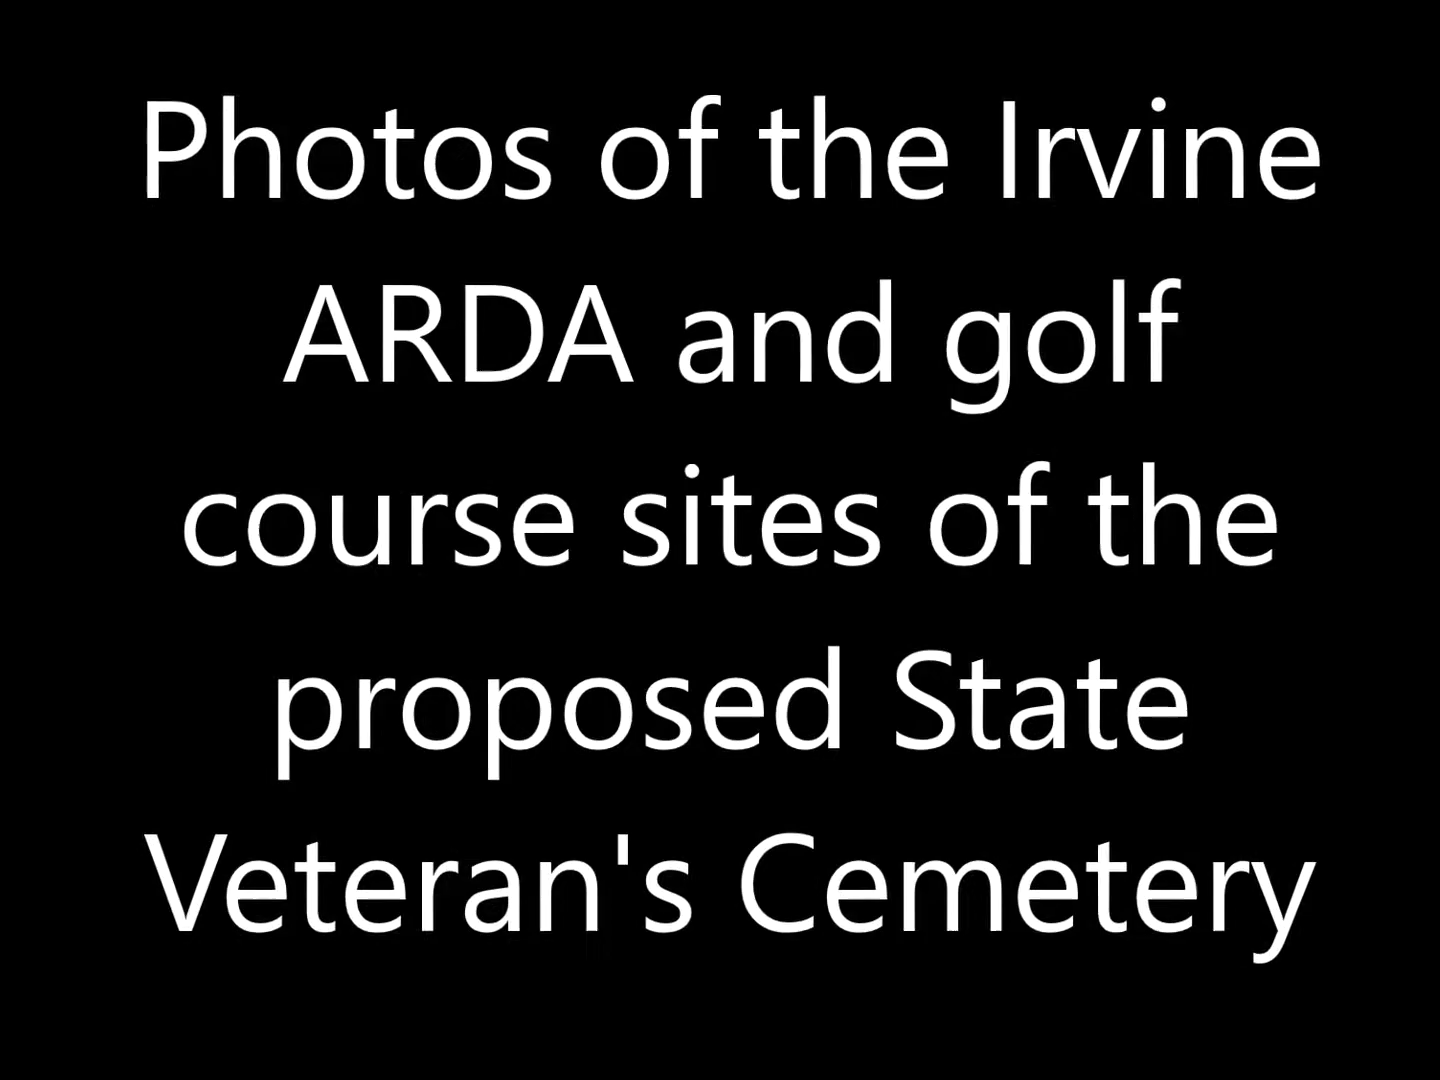 Photos of the Irvine
ARDA and golf
course sites of the
proposed State
Veteran's Cemetery